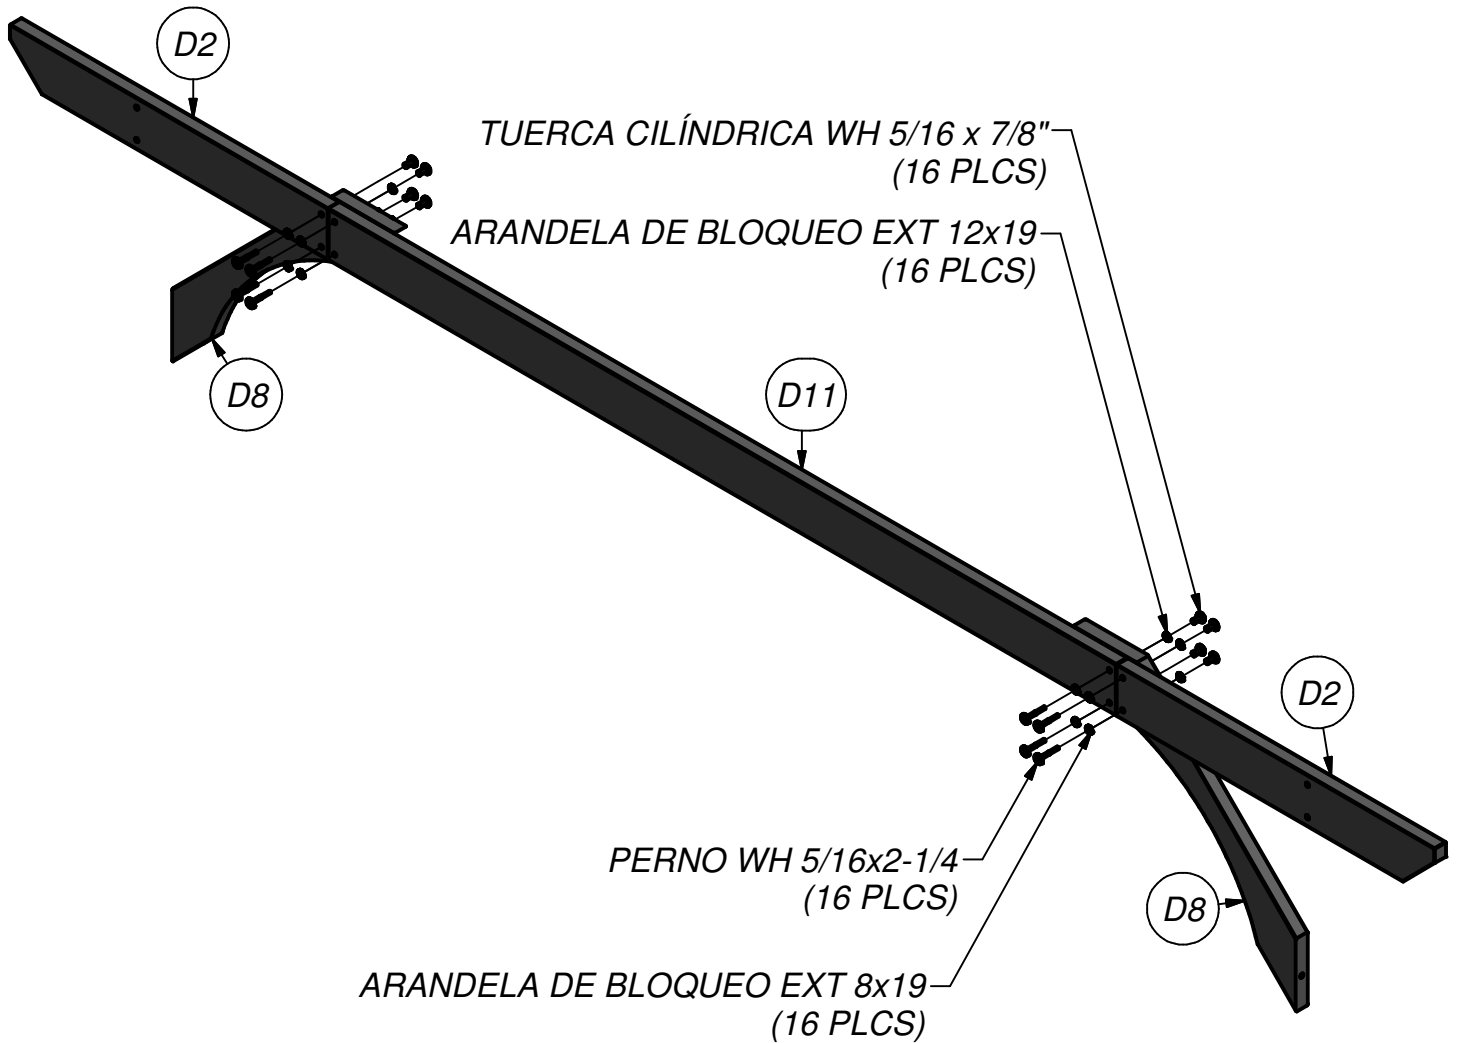 D2
TUERCA CILÍNDRICA WH 5/16 x 7/8"
(16 PLCS)
ARANDELA DE BLOQUEO EXT 12x19
(16 PLCS)
D8
D11
D2
PERNO WH 5/16x2-1/4
(16 PLCS)
D8
ARANDELA DE BLOQUEO EXT 8x19
(16 PLCS)